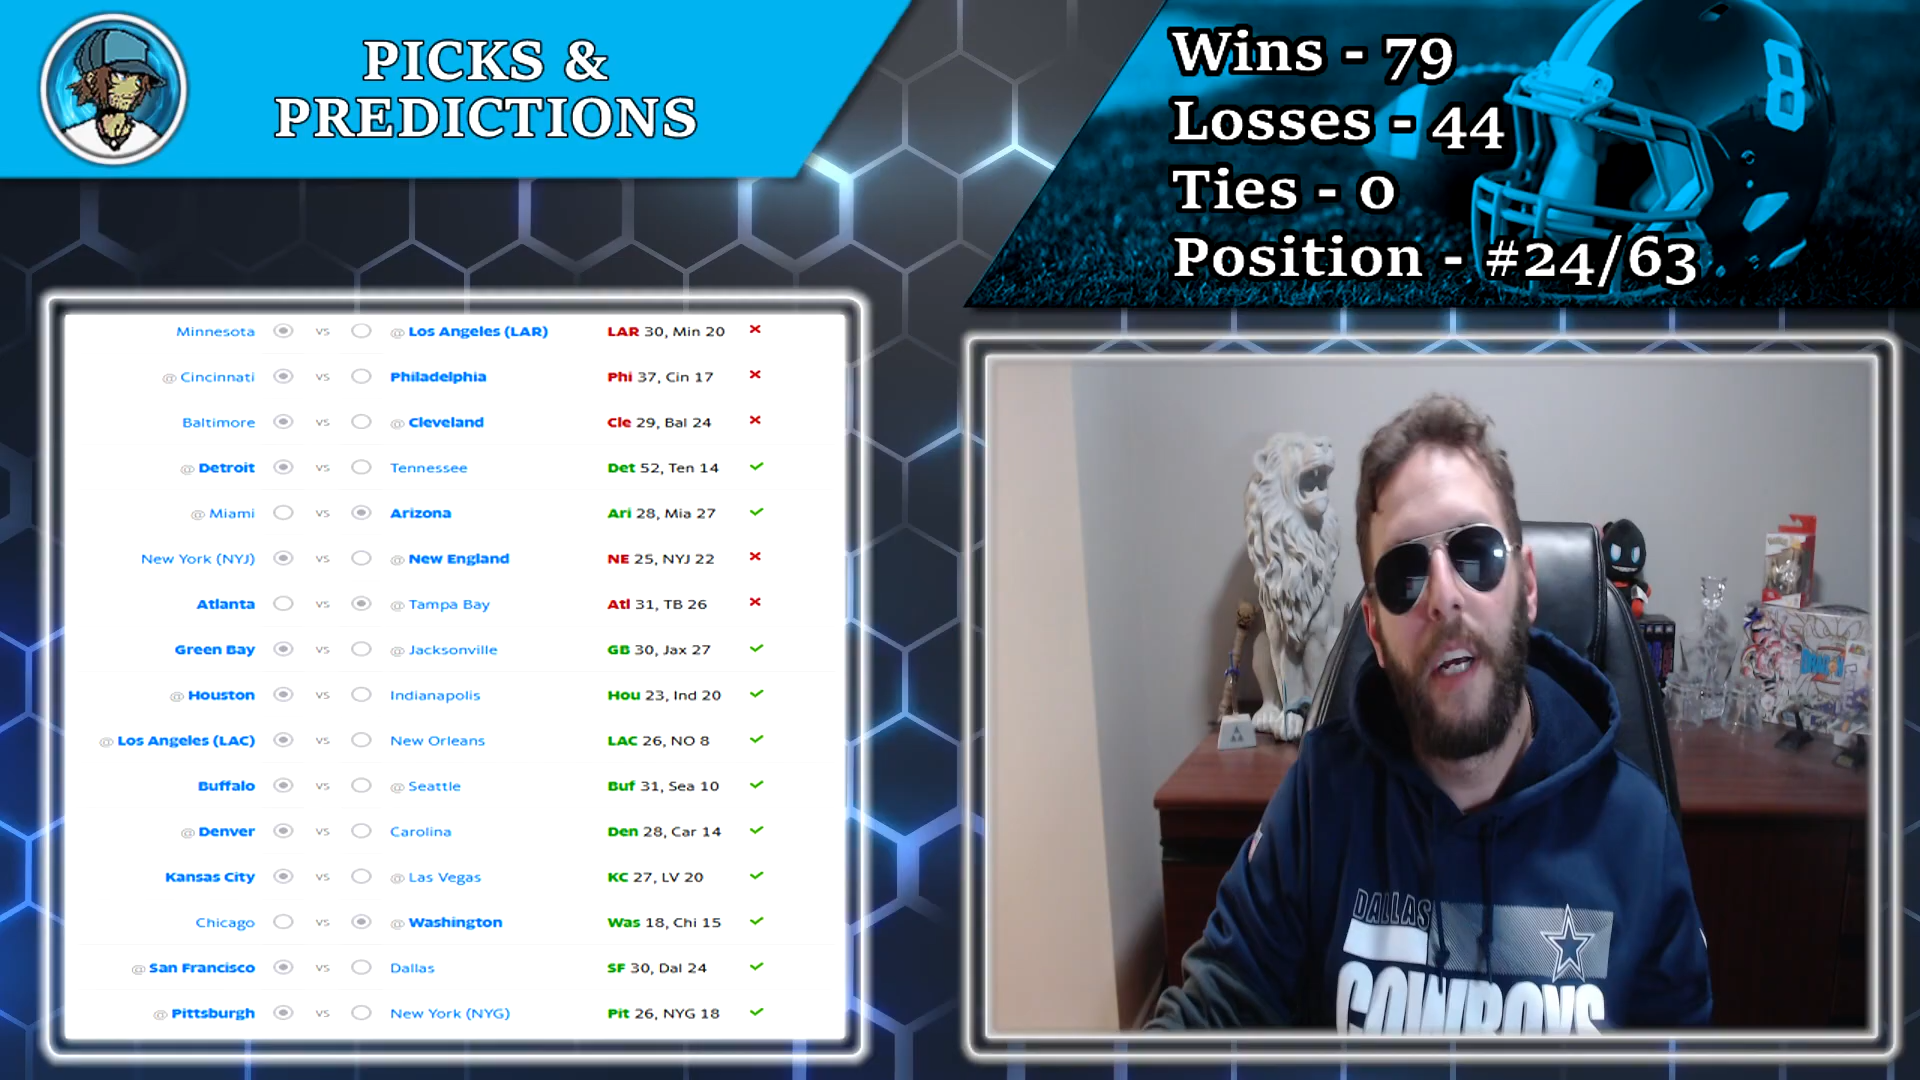 PICKS &
PREDICTIONS
Wins - 79
Losses - 44
Ties - 0
Position - #24/63
8
Minnesota vs @ Los Angeles (LAR) LAR 30, Min 20
@ Cincinnati vs Philadelphia Phi 37, Cin 17
Baltimore vs @ Cleveland Cle 29, Bal 24
@ Detroit vs Tennessee Det 52, Ten 14
@ Miami vs Arizona Ari 28, Mia 27
New York (NYJ) vs @ New England NE 25, NYJ 22
Atlanta vs @ Tampa Bay Atl 31, TB 26
Green Bay vs @ Jacksonville GB 30, Jax 27
@ Houston vs Indianapolis Hou 23, Ind 20
@ Los Angeles (LAC) vs New Orleans LAC 26, NO 8
Buffalo vs @ Seattle Buf 31, Sea 10
@ Denver vs Carolina Den 28, Car 14
Kansas City vs @ Las Vegas KC 27, LV 20
Chicago vs @ Washington Was 18, Chi 15
@ San Francisco vs Dallas SF 30, Dal 24
@ Pittsburgh vs New York (NYG) Pit 26, NYG 18
DALLAS
COWBOYS